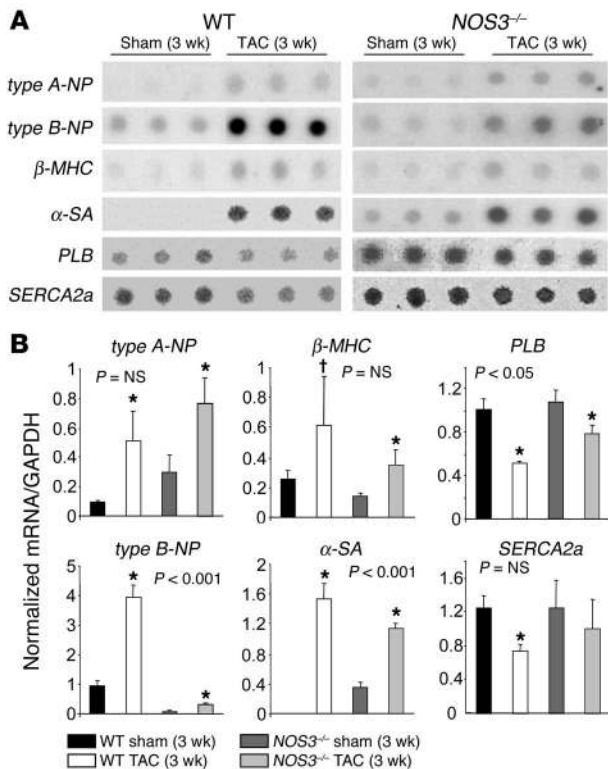 A
WT
NOS3–/–
Sham (3 wk) TAC (3 wk) Sham (3 wk) TAC (3 wk)
type A-NP
type B-NP
β-MHC
α-SA
PLB
SERCA2a
B
Normalized mRNA/GAPDH
type A-NP
P = NS
* *
1
0.8
0.6
0.4
0.2
0
β-MHC
P = NS
† *
1
0.8
0.6
0.4
0.2
0
PLB
P < 0.05
* *
1.2
0.8
0.4
0
type B-NP
P < 0.001
* *
5
4
3
2
1
0
α-SA
P < 0.001
* *
2
1.6
1.2
0.8
0.4
0
SERCA2a
P = NS
*
1.6
1.2
0.8
0.4
0
WT sham (3 wk) NOS3–/– sham (3 wk)
WT TAC (3 wk) NOS3–/– TAC (3 wk)